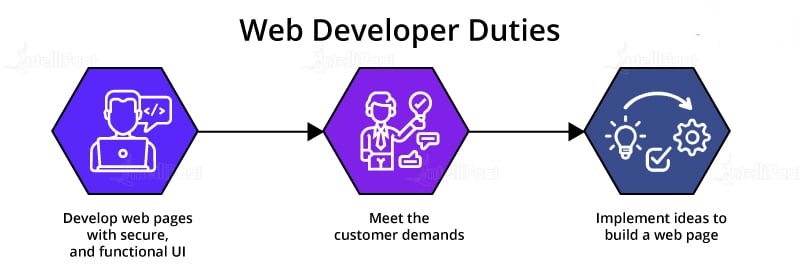 Web Developer Duties
</>
Develop web pages
with secure,
and functional UI
Meet the
customer demands
Implement ideas to
build a web page